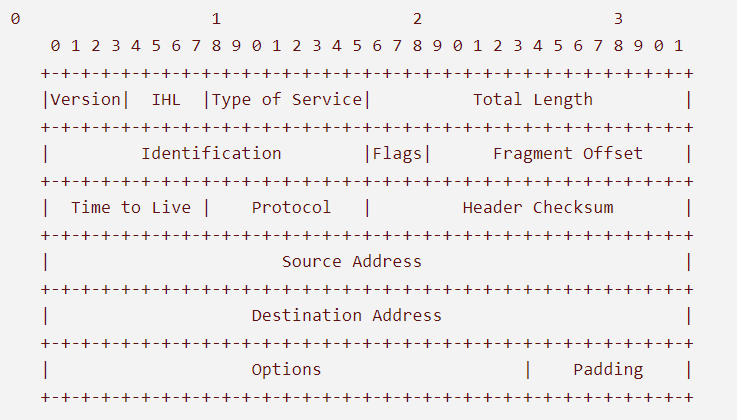 0                   1                   2                   3
    0 1 2 3 4 5 6 7 8 9 0 1 2 3 4 5 6 7 8 9 0 1 2 3 4 5 6 7 8 9 0 1
   +-+-+-+-+-+-+-+-+-+-+-+-+-+-+-+-+-+-+-+-+-+-+-+-+-+-+-+-+-+-+-+-+
   |Version|  IHL  |Type of Service|          Total Length         |
   +-+-+-+-+-+-+-+-+-+-+-+-+-+-+-+-+-+-+-+-+-+-+-+-+-+-+-+-+-+-+-+-+
   |         Identification        |Flags|      Fragment Offset    |
   +-+-+-+-+-+-+-+-+-+-+-+-+-+-+-+-+-+-+-+-+-+-+-+-+-+-+-+-+-+-+-+-+
   |  Time to Live |    Protocol   |         Header Checksum       |
   +-+-+-+-+-+-+-+-+-+-+-+-+-+-+-+-+-+-+-+-+-+-+-+-+-+-+-+-+-+-+-+-+
   |                       Source Address                          |
   +-+-+-+-+-+-+-+-+-+-+-+-+-+-+-+-+-+-+-+-+-+-+-+-+-+-+-+-+-+-+-+-+
   |                    Destination Address                        |
   +-+-+-+-+-+-+-+-+-+-+-+-+-+-+-+-+-+-+-+-+-+-+-+-+-+-+-+-+-+-+-+-+
   |                    Options                    |    Padding    |
   +-+-+-+-+-+-+-+-+-+-+-+-+-+-+-+-+-+-+-+-+-+-+-+-+-+-+-+-+-+-+-+-+